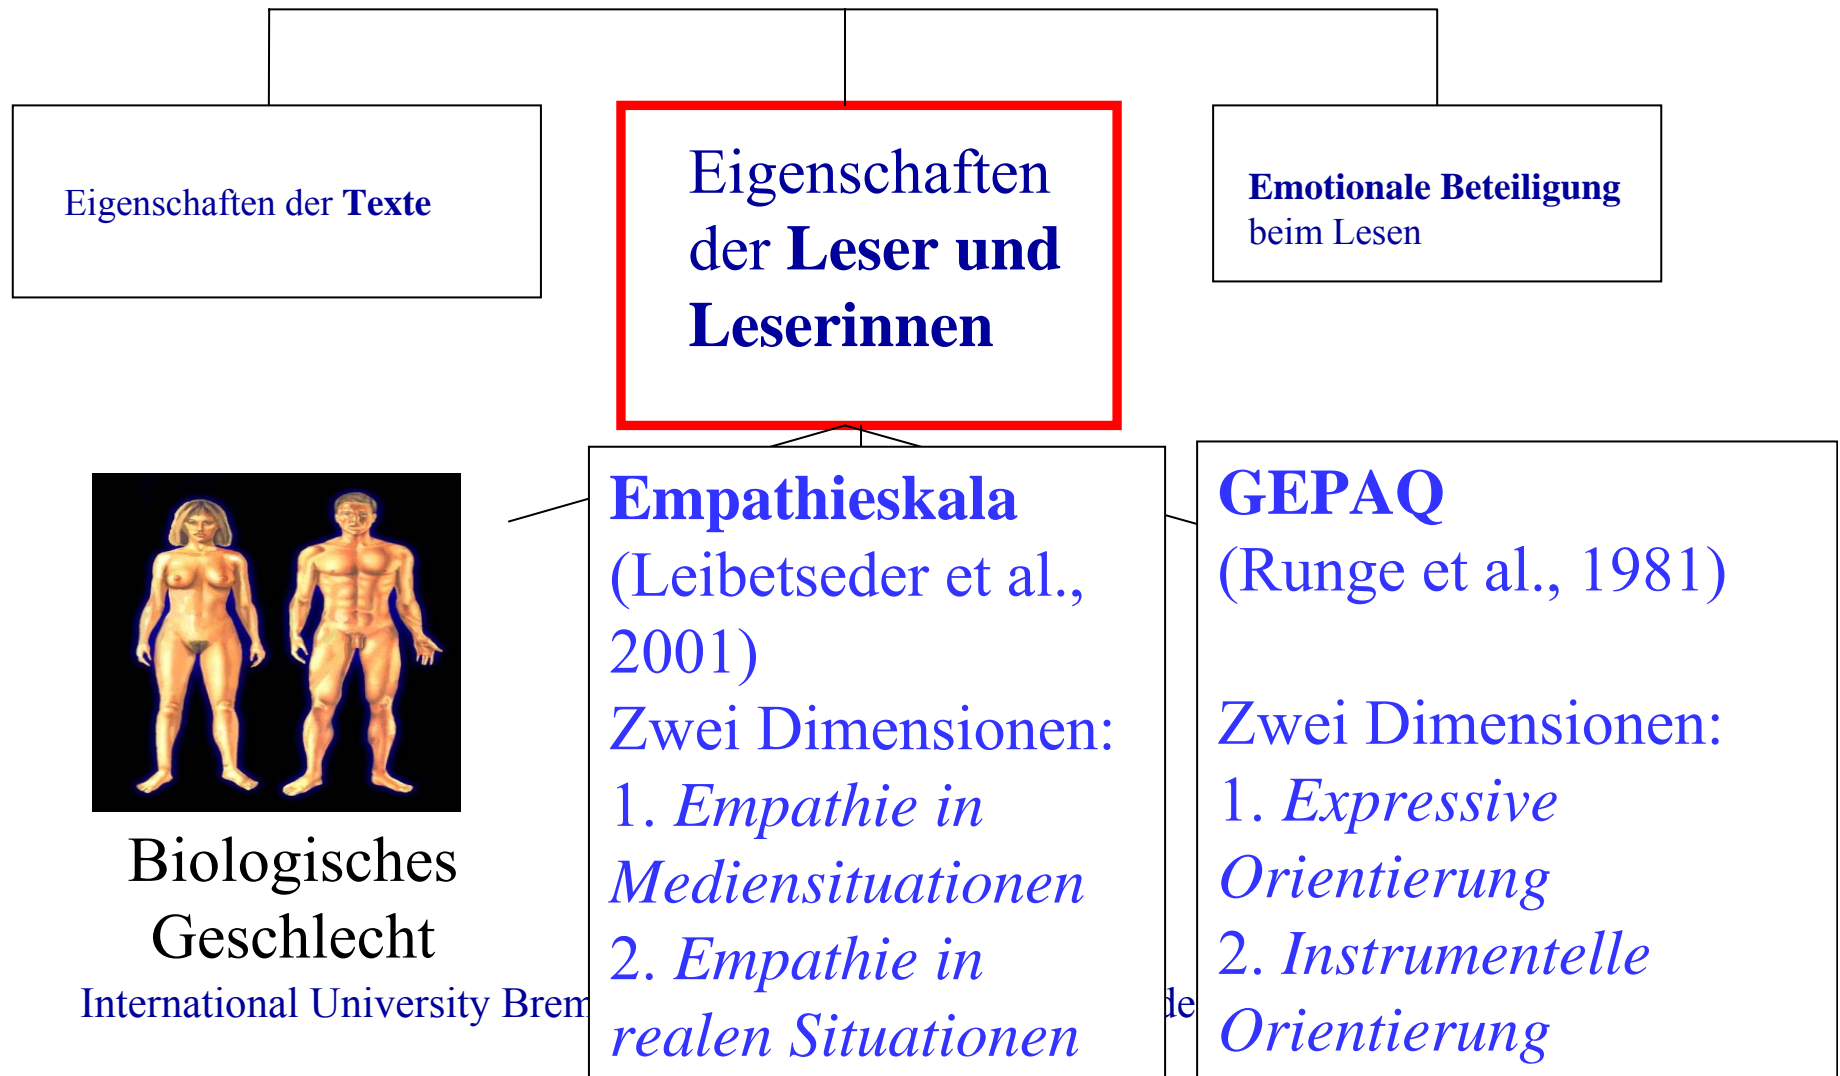 Eigenschaften der Texte
Eigenschaften
der Leser und
Leserinnen
Emotionale Beteiligung
beim Lesen
Biologisches
Geschlecht
Empathieskala
(Leibetseder et al.,
2001)
Zwei Dimensionen:
1. Empathie in
Mediensituationen
2. Empathie in
realen Situationen
GEPAQ
(Runge et al., 1981)
Zwei Dimensionen:
1. Expressive
Orientierung
2. Instrumentelle
Orientierung
International University